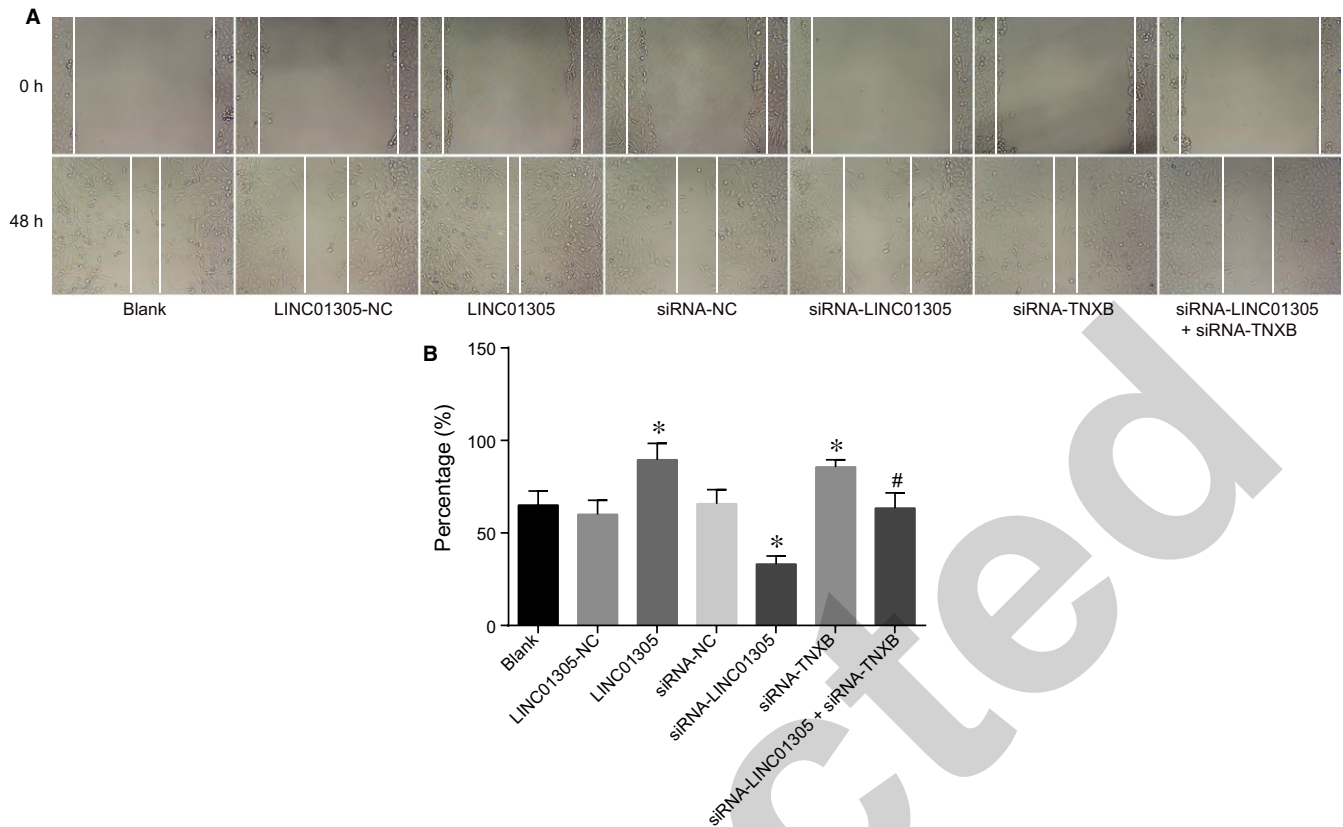 A
0 h
48 h
Blank
LINC01305-NC
LINC01305
siRNA-NC
siRNA-LINC01305
siRNA-TNXB
siRNA-LINC01305
+ siRNA-TNXB
B
Percentage (%)
150
100
50
0
*
*
*
#
Blank
LINC01305-NC
LINC01305
siRNA-NC
siRNA-LINC01305
siRNA-TNXB
siRNA-LINC01305 + siRNA-TNXB
cted